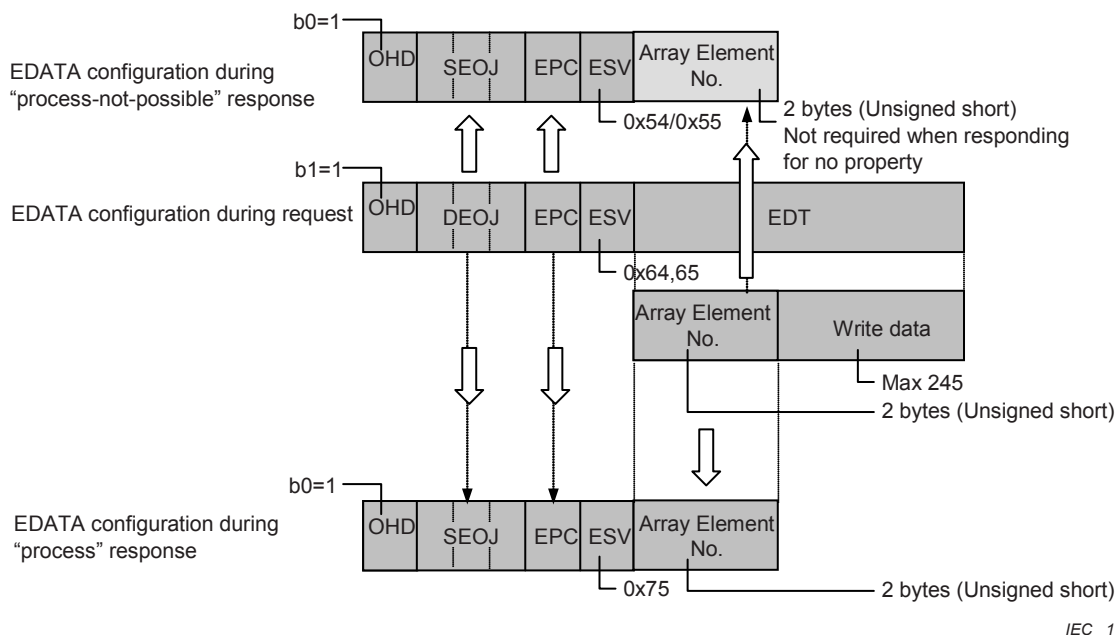 b0=1
OHD SEOJ EPC ESV Array Element No.
EDATA configuration during
“process-not-possible” response
0x54/0x55
2 bytes (Unsigned short)
Not required when responding
for no property
b1=1
EDATA configuration during request
OHD DEOJ EPC ESV EDT
0x64,65
Array Element
No.
Write data
Max 245
2 bytes (Unsigned short)
b0=1
EDATA configuration during
“process” response
OHD SEOJ EPC ESV Array Element
No.
0x75
2 bytes (Unsigned short)
IEC 1